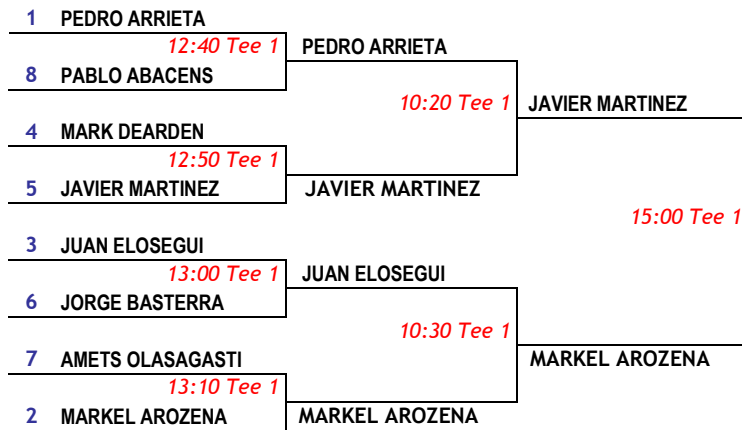 1 PEDRO ARRIETA
12:40 Tee 1 PEDRO ARRIETA
8 PABLO ABACENS
10:20 Tee 1 JAVIER MARTINEZ
4 MARK DEARDEN
12:50 Tee 1
5 JAVIER MARTINEZ JAVIER MARTINEZ
15:00 Tee 1
3 JUAN ELOSEGUI
13:00 Tee 1 JUAN ELOSEGUI
6 JORGE BASTERRA
10:30 Tee 1
7 AMETS OLASAGASTI MARKEL AROZENA
13:10 Tee 1
2 MARKEL AROZENA MARKEL AROZENA